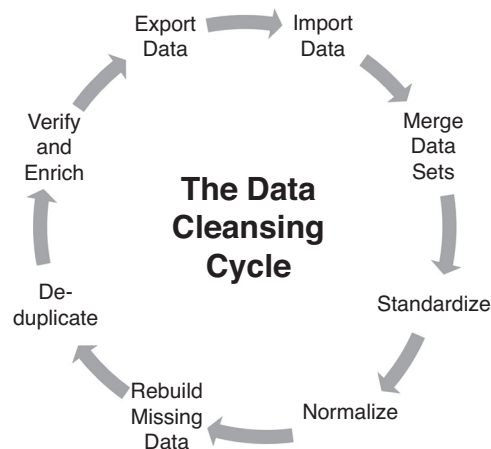 Export
Data
Import
Data
Merge
Data
Sets
Standardize
Normalize
Rebuild
Missing
Data
De-
duplicate
Verify
and
Enrich
The Data
Cleansing
Cycle